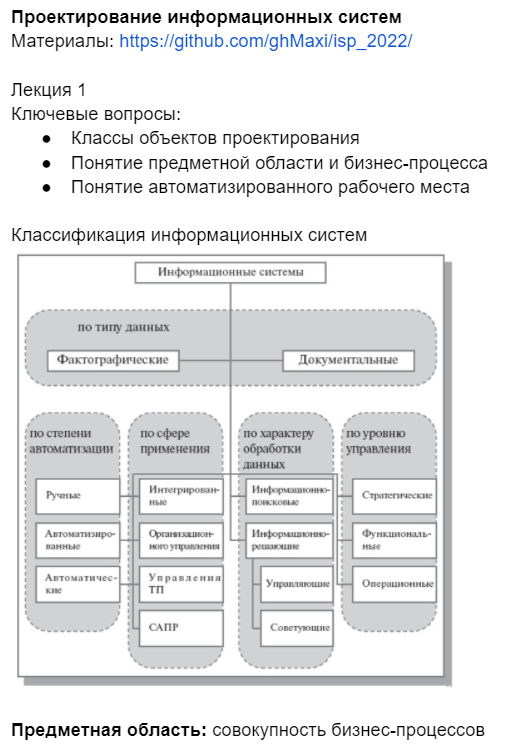 Проектирование информационных систем
Материалы: https://github.com/ghMaxi/isp_2022/
Лекция 1
Ключевые вопросы:
● Классы объектов проектирования
● Понятие предметной области и бизнес-процесса
● Понятие автоматизированного рабочего места
Классификация информационных систем
Информационные системы
по типу данных
Фактографические
Документальные
по степени
автоматизации
Ручные
Автоматизиро-
ванные
Автоматичес-
кие
по сфере
применения
Интегрирован-
ные
Организацион-
ного управления
Управления
ТП
САПР
по характеру
обработки
данных
Информационно-
поисковые
Информационно-
решающие
Управляющие
Советующие
по уровню
управления
Стратегические
Функциональ-
ные
Операционные
Предметная область: совокупность бизнес-процессов